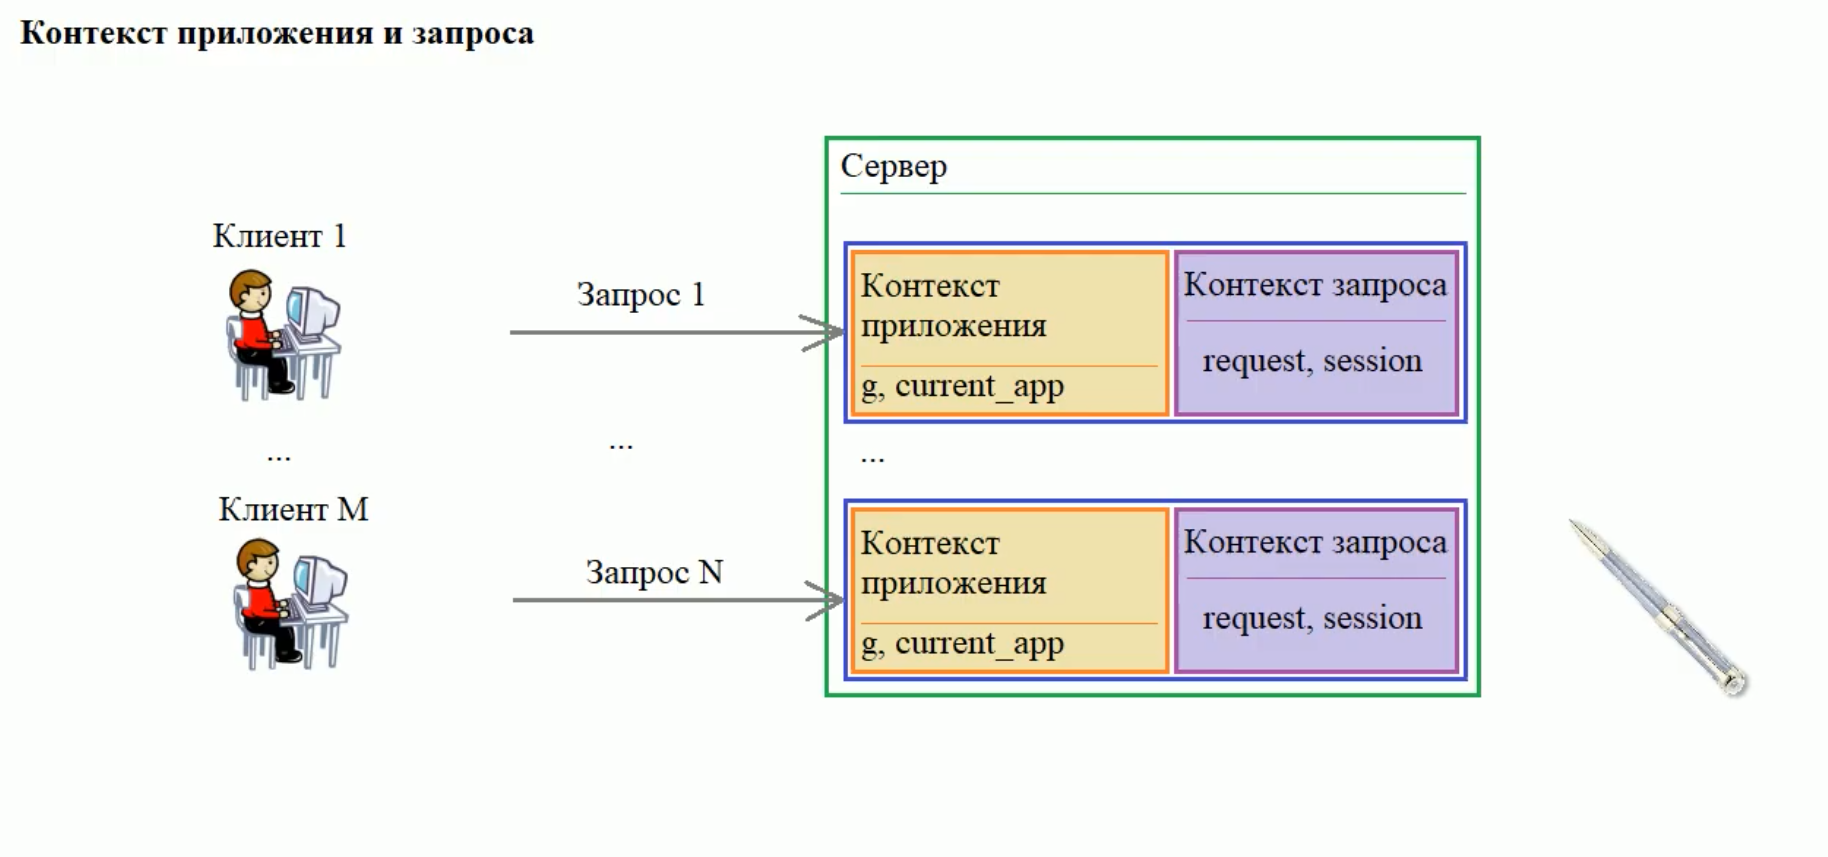 Контекст приложения и запроса
Сервер
Клиент 1
Запрос 1
Контекст
приложения
g, current_app
Контекст запроса
request, session
...
...
...
Клиент M
Запрос N
Контекст
приложения
g, current_app
Контекст запроса
request, session